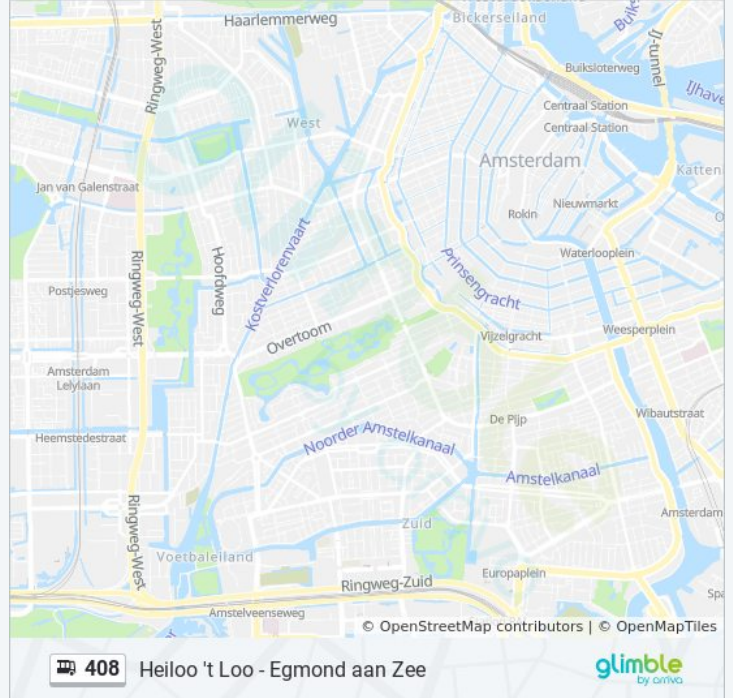 Haarlemmerweg
Bickerseiland
Buiks
IJ-tunnel
Ringweg-West
Buiksloterweg
IJhave
Centraal Station
Centraal Station
West
Amsterdam
Katten
Jan van Galenstraat
Nieuwmarkt
Rokin
O
Kostverlorenvaart
Waterlooplein
Hoofdweg
Prinsengracht
Ringweg-West
Postjesweg
Overtoom
Vijzelgracht
Weesperplein
Amsterdam
Lelylaan
De Pijp
Wibautstraat
Heemstedestraat
Noorder Amstelkanaal
Amstelkanaal
Ringweg-West
Amsterdam
Zuid
Voetbaleiland
Europaplein
Ringweg-Zuid
Spa
Amstelveenseweg
er
© OpenStreetMap contributors | © OpenMapTiles
408 Heiloo 't Loo - Egmond aan Zee
glimble
by arriva